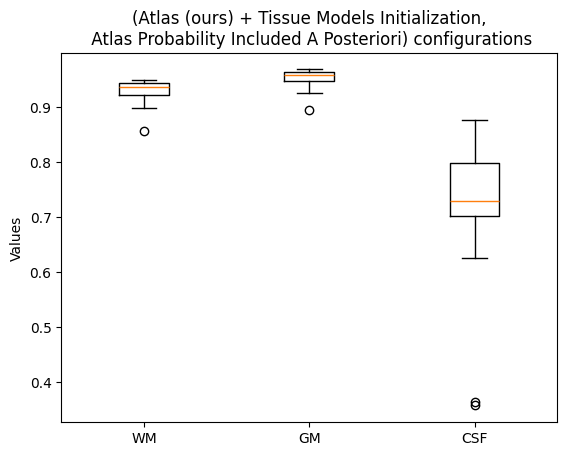 (Atlas (ours) + Tissue Models Initialization,
Atlas Probability Included A Posteriori) configurations
Values
0.9
0.8
0.7
0.6
0.5
0.4
WM GM CSF